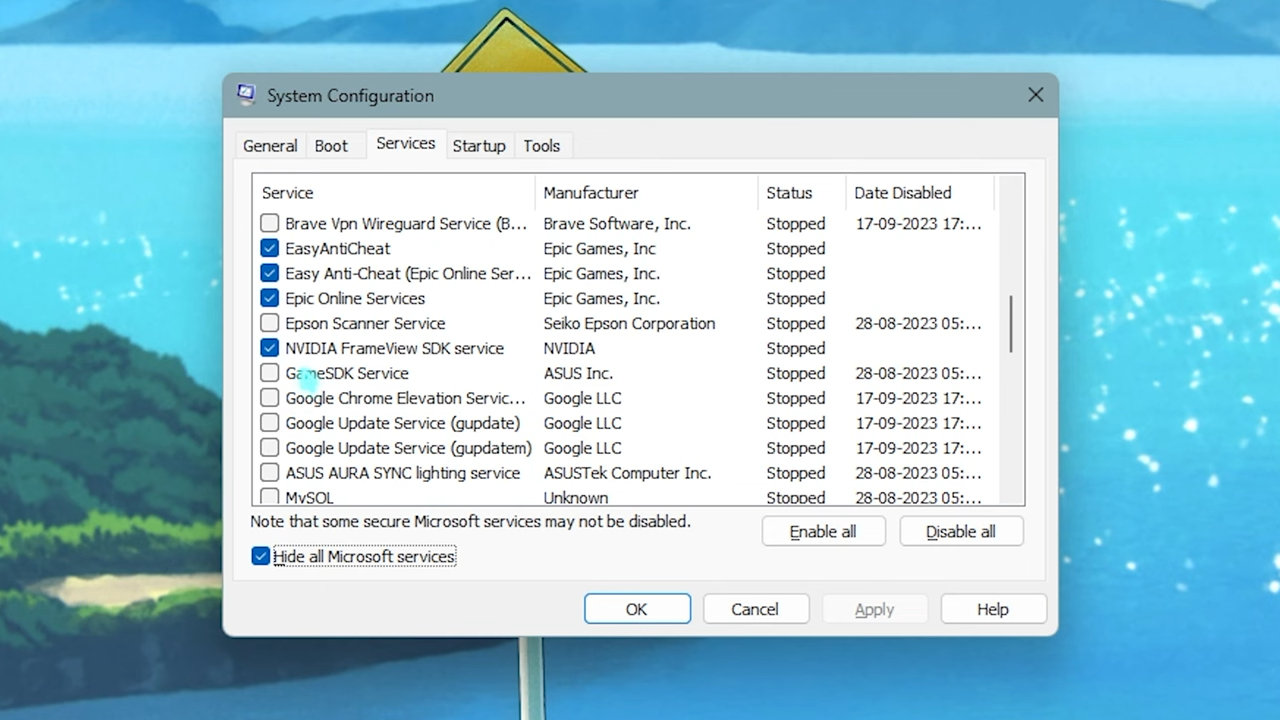 System Configuration
General Boot Services Startup Tools
Service Manufacturer Status Date Disabled
Brave Vpn Wireguard Service (B... Brave Software, Inc. Stopped 17-09-2023 17:...
EasyAntiCheat Epic Games, Inc Stopped
Easy Anti-Cheat (Epic Online Ser... Epic Games, Inc. Stopped
Epic Online Services Epic Games, Inc. Stopped
Epson Scanner Service Seiko Epson Corporation Stopped 28-08-2023 05:...
NVIDIA FrameView SDK service NVIDIA Stopped
GameSDK Service ASUS Inc. Stopped 28-08-2023 05:...
Google Chrome Elevation Servic... Google LLC Stopped 17-09-2023 17:...
Google Update Service (gupdate) Google LLC Stopped 17-09-2023 17:...
Google Update Service (gupdatem) Google LLC Stopped 17-09-2023 17:...
ASUS AURA SYNC lighting service ASUSTek Computer Inc. Stopped 28-08-2023 05:...
MySQL Unknown Stopped 28-08-2023 05:...
Note that some secure Microsoft services may not be disabled.
Enable all Disable all
Hide all Microsoft services
OK Cancel Apply Help